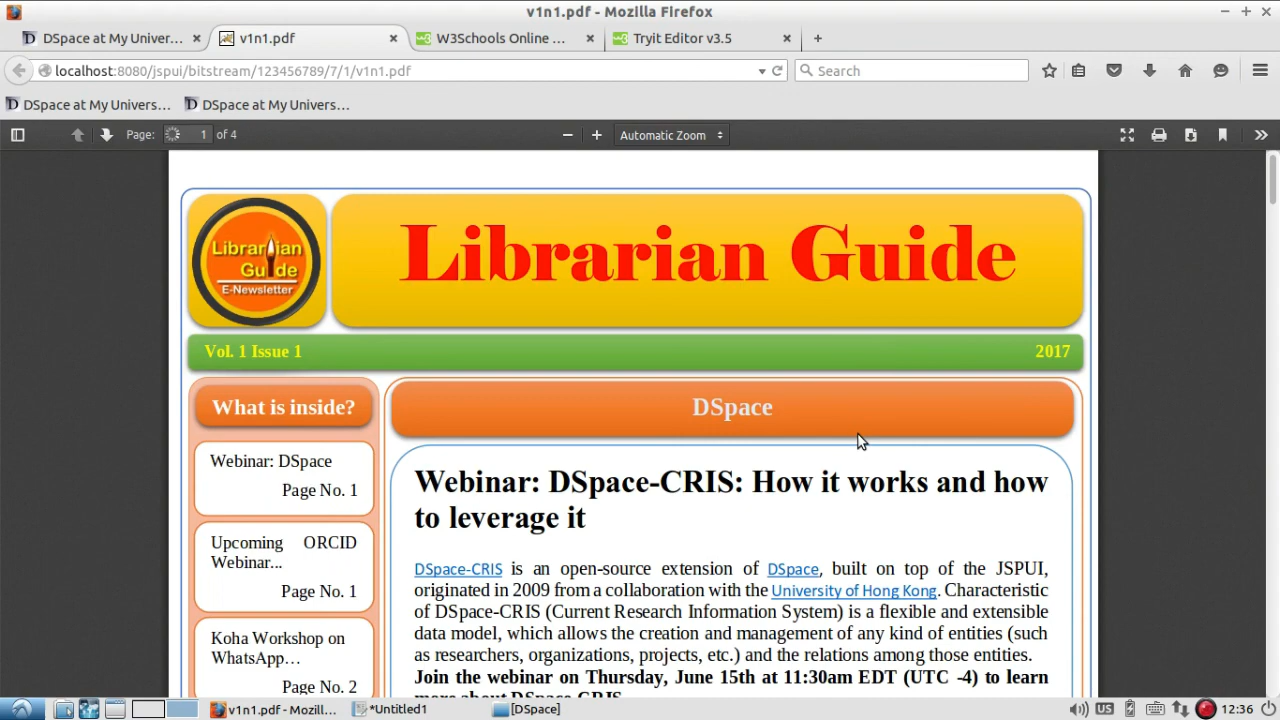 v1n1.pdf - Mozilla Firefox
DSpace at My Univer...
v1n1.pdf
W3Schools Online ...
Tryit Editor v3.5
localhost:8080/jspui/bitstream/123456789/7/1/v1n1.pdf
Search
DSpace at My Univers...
DSpace at My Univers...
Page: 1 of 4
Automatic Zoom
Librarian
Guide
E-Newsletter
Librarian Guide
Vol. 1 Issue 1
2017
What is inside?
Webinar: DSpace
Page No. 1
Upcoming ORCID
Webinar...
Page No. 1
Koha Workshop on
WhatsApp…
Page No. 2
DSpace
Webinar: DSpace-CRIS: How it works and how
to leverage it
DSpace-CRIS is an open-source extension of DSpace, built on top of the JSPUI,
originated in 2009 from a collaboration with the University of Hong Kong. Characteristic
of DSpace-CRIS (Current Research Information System) is a flexible and extensible
data model, which allows the creation and management of any kind of entities (such
as researchers, organizations, projects, etc.) and the relations among those entities.
Join the webinar on Thursday, June 15th at 11:30am EDT (UTC -4) to learn
more about DSpace-CRIS
v1n1.pdf - Mozill...
*Untitled1
[DSpace]
US
12:36